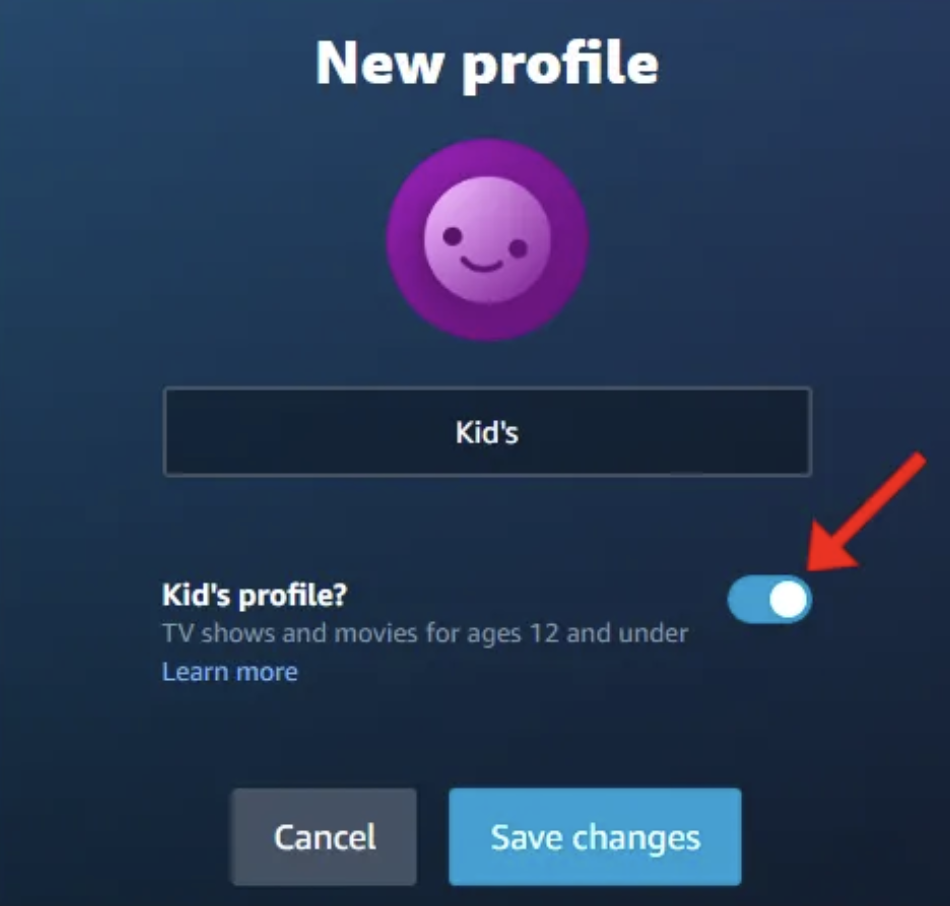 New profile
Kid's
Kid's profile?
TV shows and movies for ages 12 and under
Learn more
Cancel
Save changes